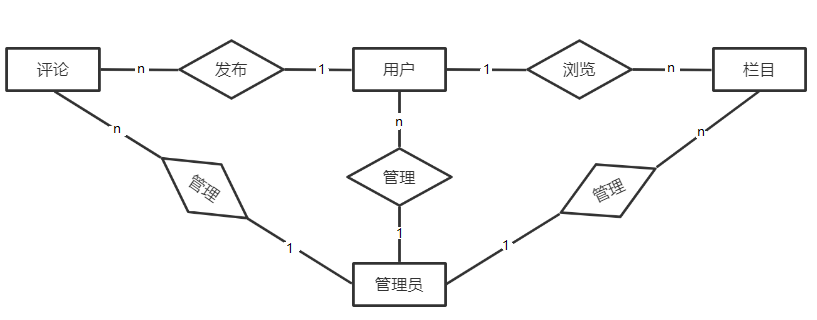 评论 n 发布 1 用户 1 浏览 n 栏目
n n n
管理 管理 管理
1 1 1
管理员